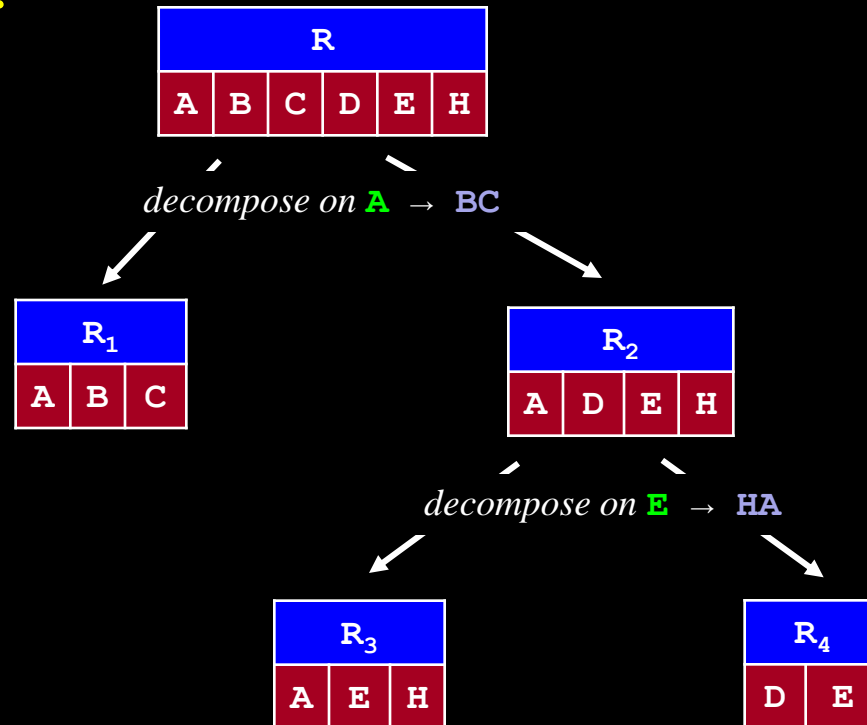 R
A B C D E H
decompose on A → BC
R₁
A B C
R₂
A D E H
decompose on E → HA
R₃
A E H
R₄
D E